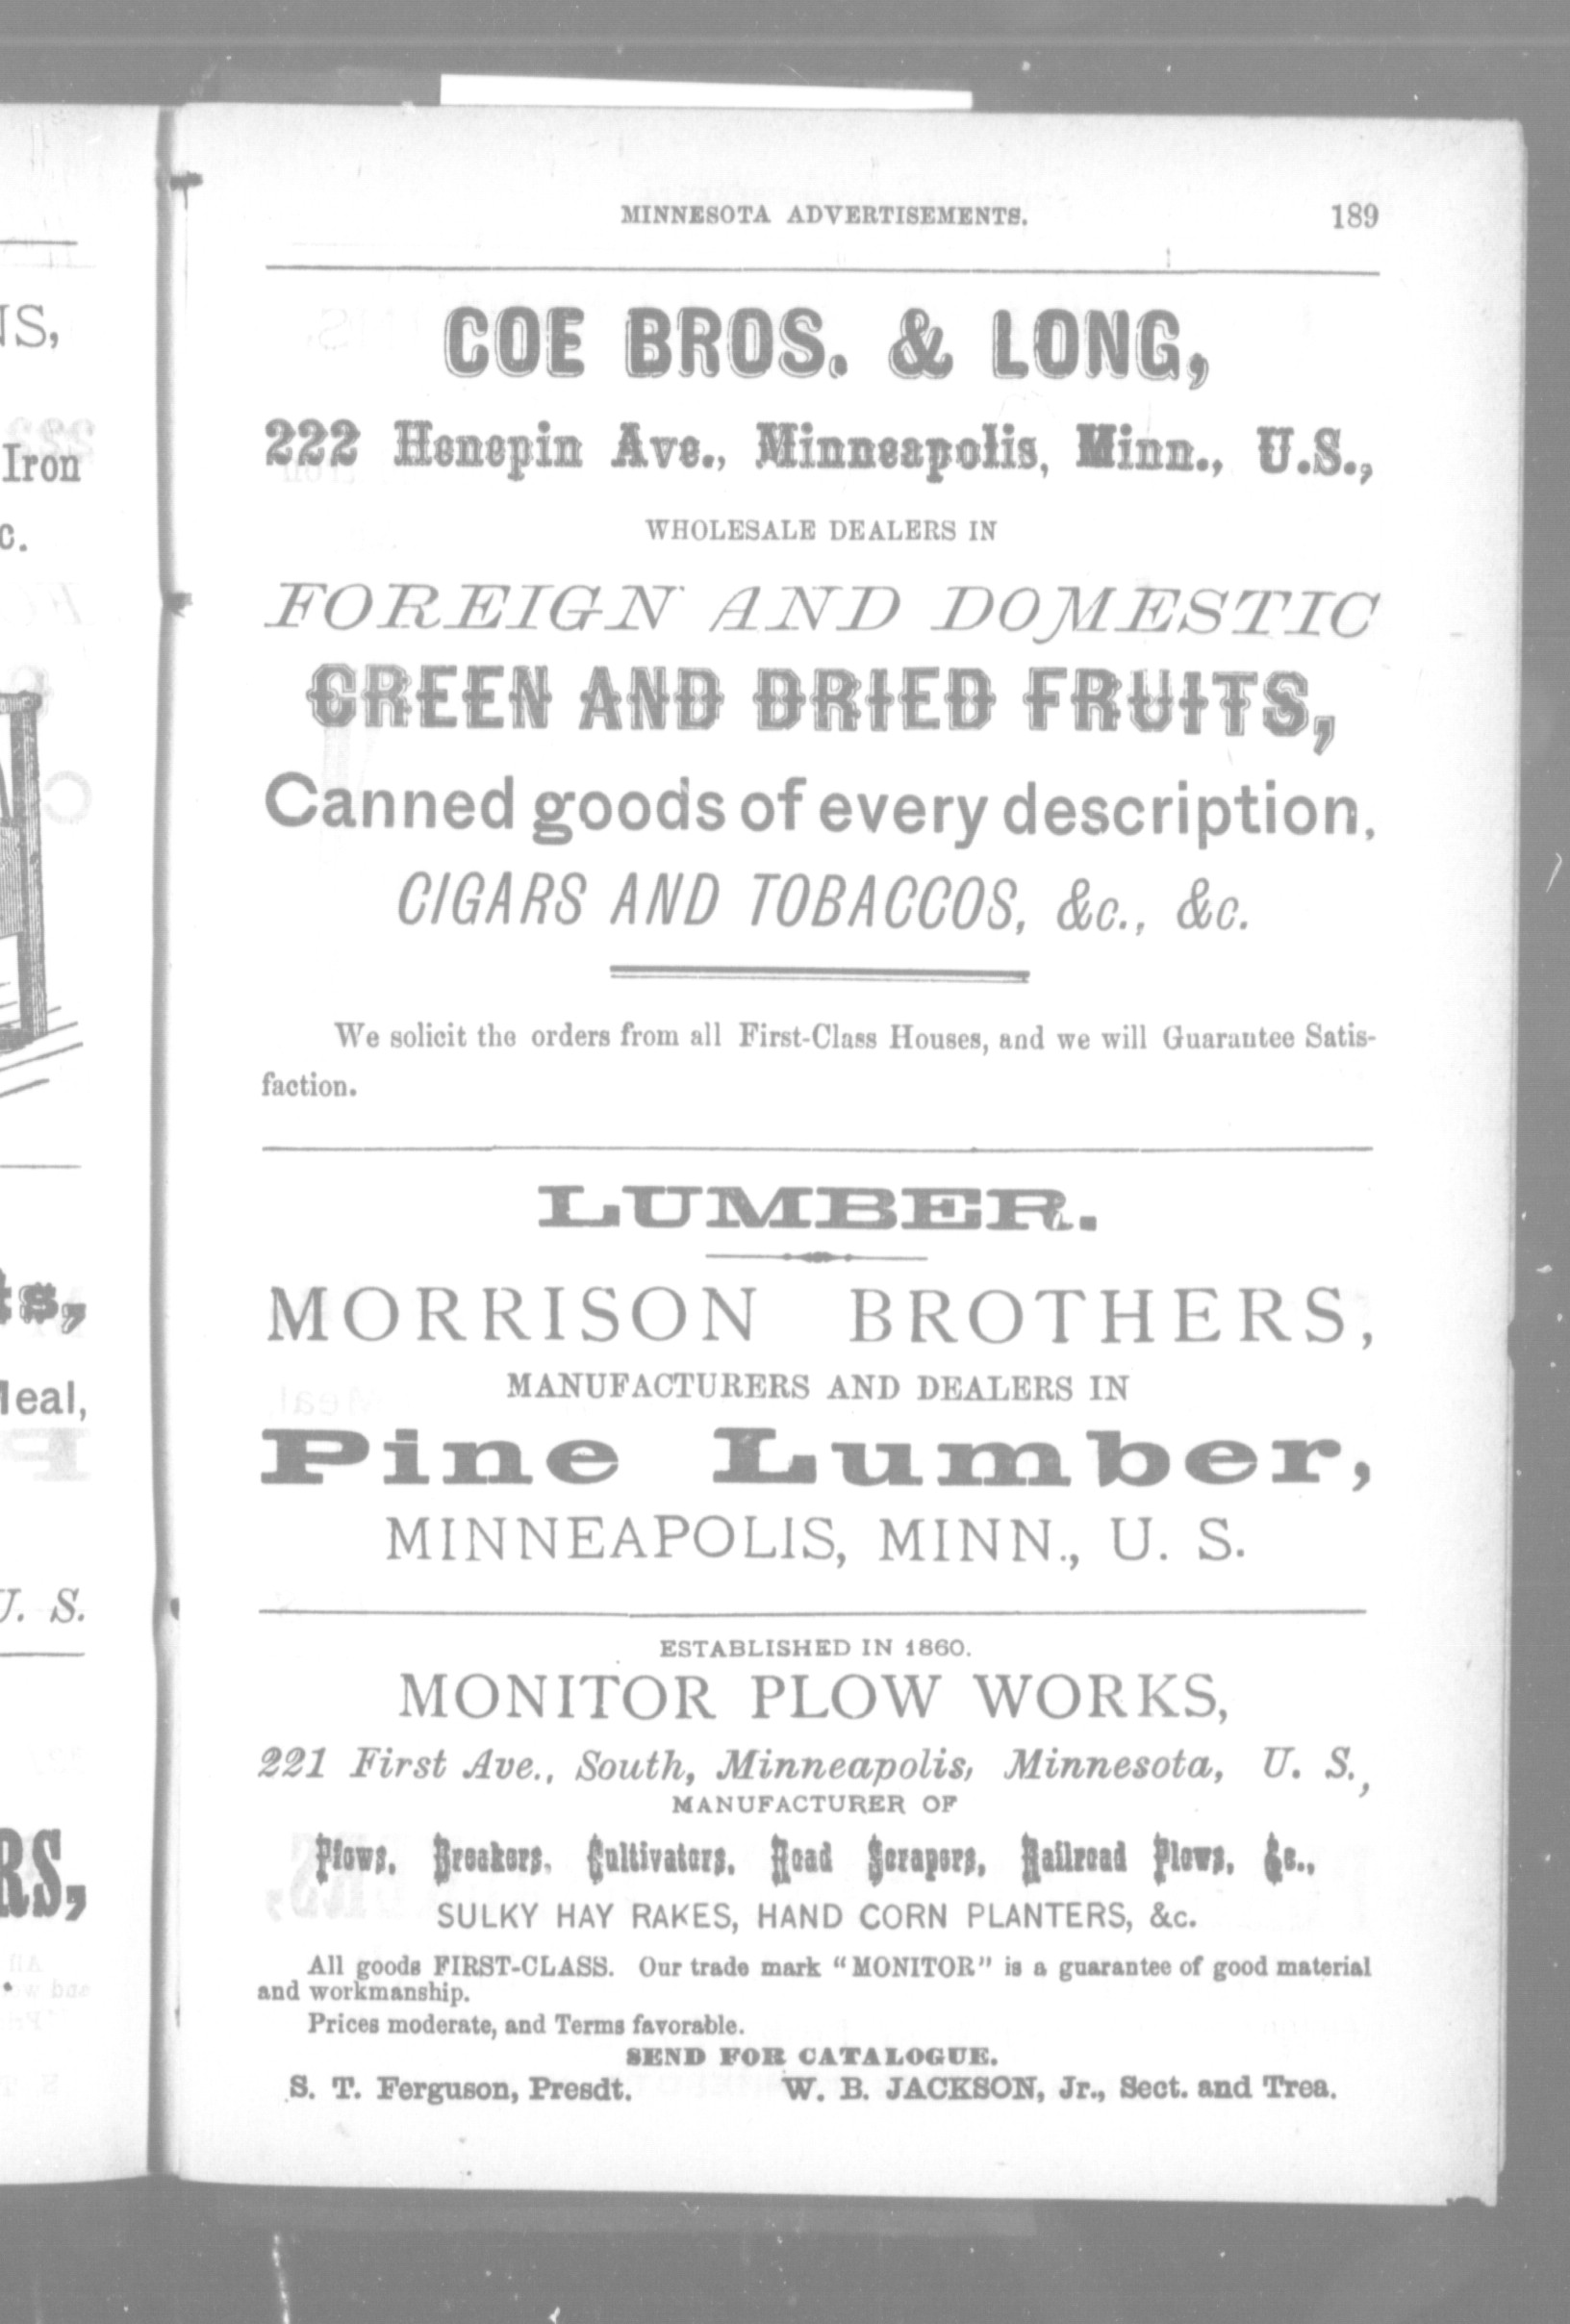 MINNESOTA ADVERTISEMENTS. 189
COE BROS. & LONG,
222 Henepin Ave., Minneapolis, Minn., U.S.,
WHOLESALE DEALERS IN
FOREIGN AND DOMESTIC
GREEN AND DRIED FRUITS,
Canned goods of every description,
CIGARS AND TOBACCOS, &c., &c.
We solicit the orders from all First-Class Houses, and we will Guarantee Satis-
faction.
LUMBER.
MORRISON BROTHERS,
MANUFACTURERS AND DEALERS IN
Pine Lumber,
MINNEAPOLIS, MINN., U. S.
ESTABLISHED IN 1860.
MONITOR PLOW WORKS,
221 First Ave., South, Minneapolis, Minnesota, U. S.,
MANUFACTURER OF
Plows, Breakers, Cultivators, Road Scrapers, Railroad Plows, &c.,
SULKY HAY RAKES, HAND CORN PLANTERS, &c.
All goods FIRST-CLASS. Our trade mark "MONITOR" is a guarantee of good material
and workmanship.
Prices moderate, and Terms favorable.
SEND FOR CATALOGUE.
S. T. Ferguson, Presdt. W. B. JACKSON, Jr., Sect. and Trea.
Iron
U. S.